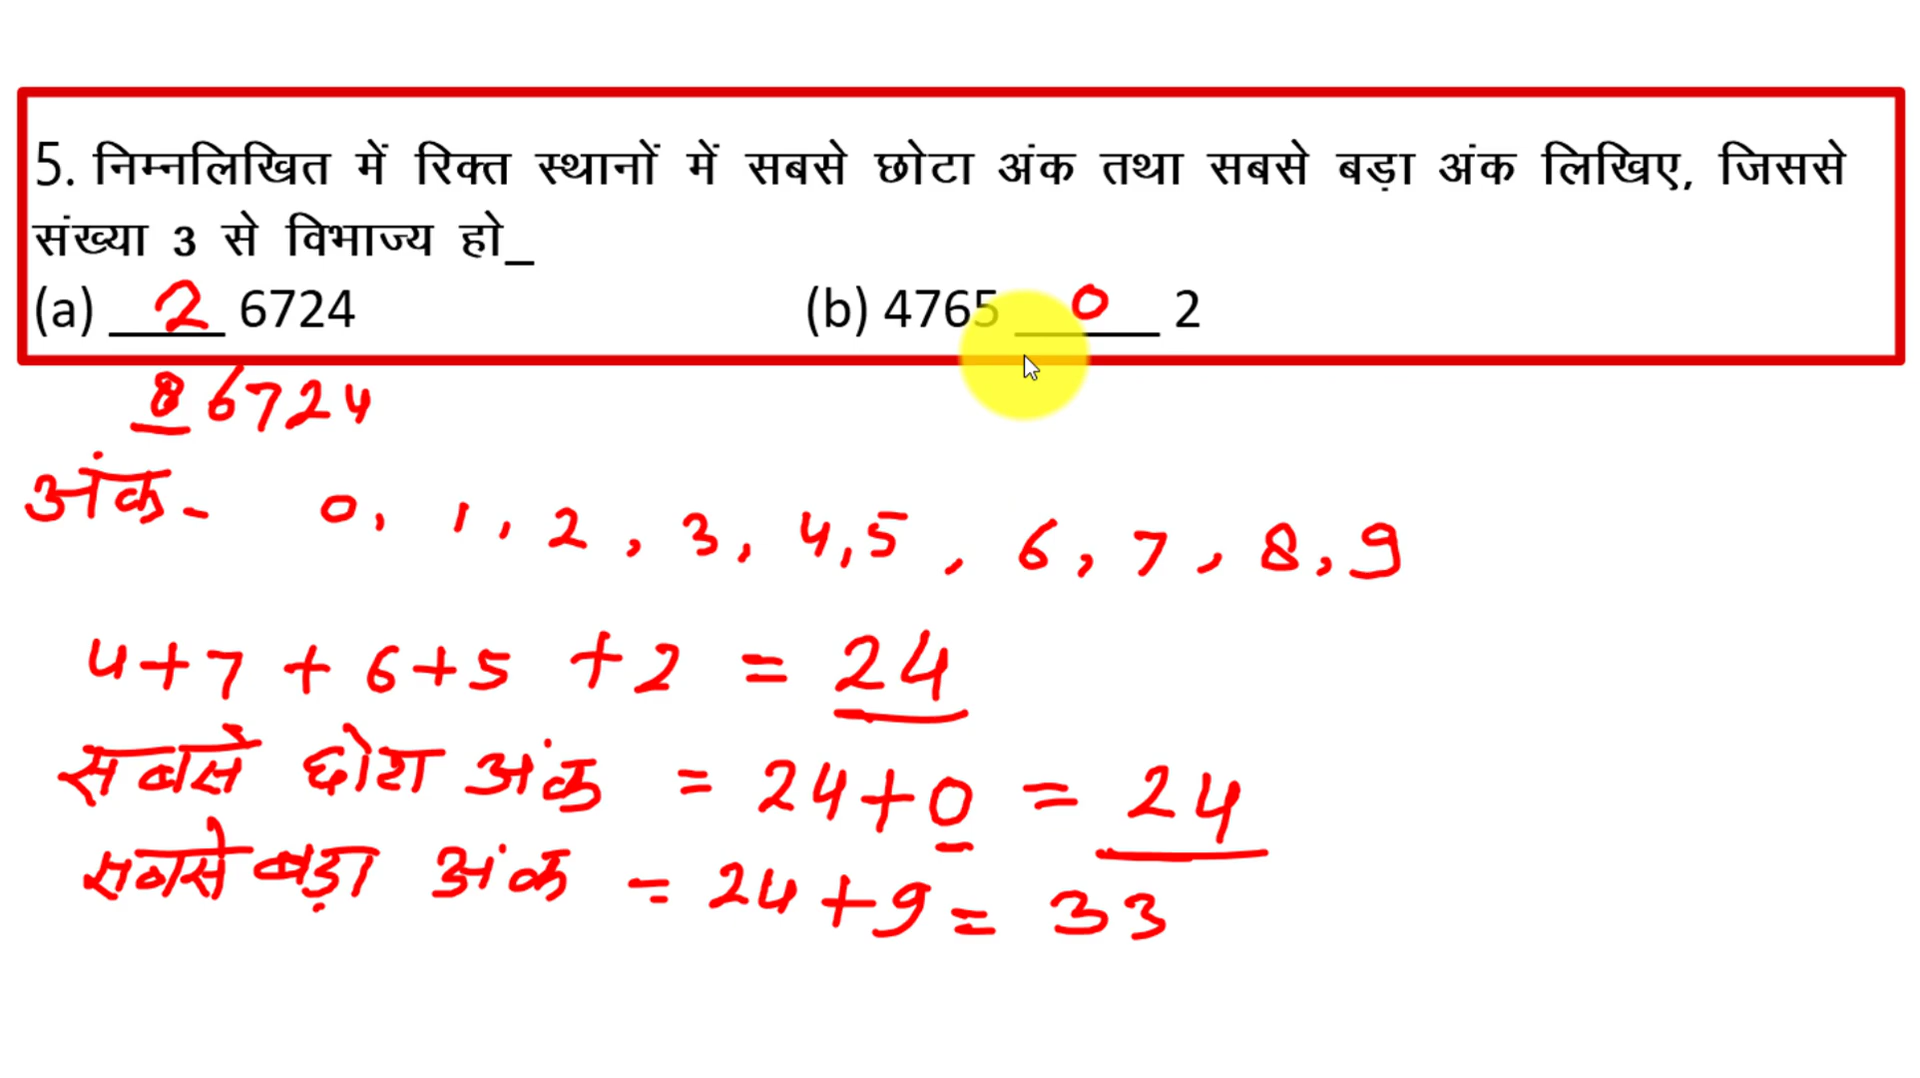 5. निम्नलिखित में रिक्त स्थानों में सबसे छोटा अंक तथा सबसे बड़ा अंक लिखिए, जिससे
संख्या 3 से विभाज्य हो_
(a) __2__ 6724 (b) 4765 __0__ 2
8 6724
अंक - 0, 1, 2, 3, 4, 5, 6, 7, 8, 9
4+7+6+5+2 = 24
सबसे छोटा अंक = 24+0 = 24
सबसे बड़ा अंक = 24+9 = 33